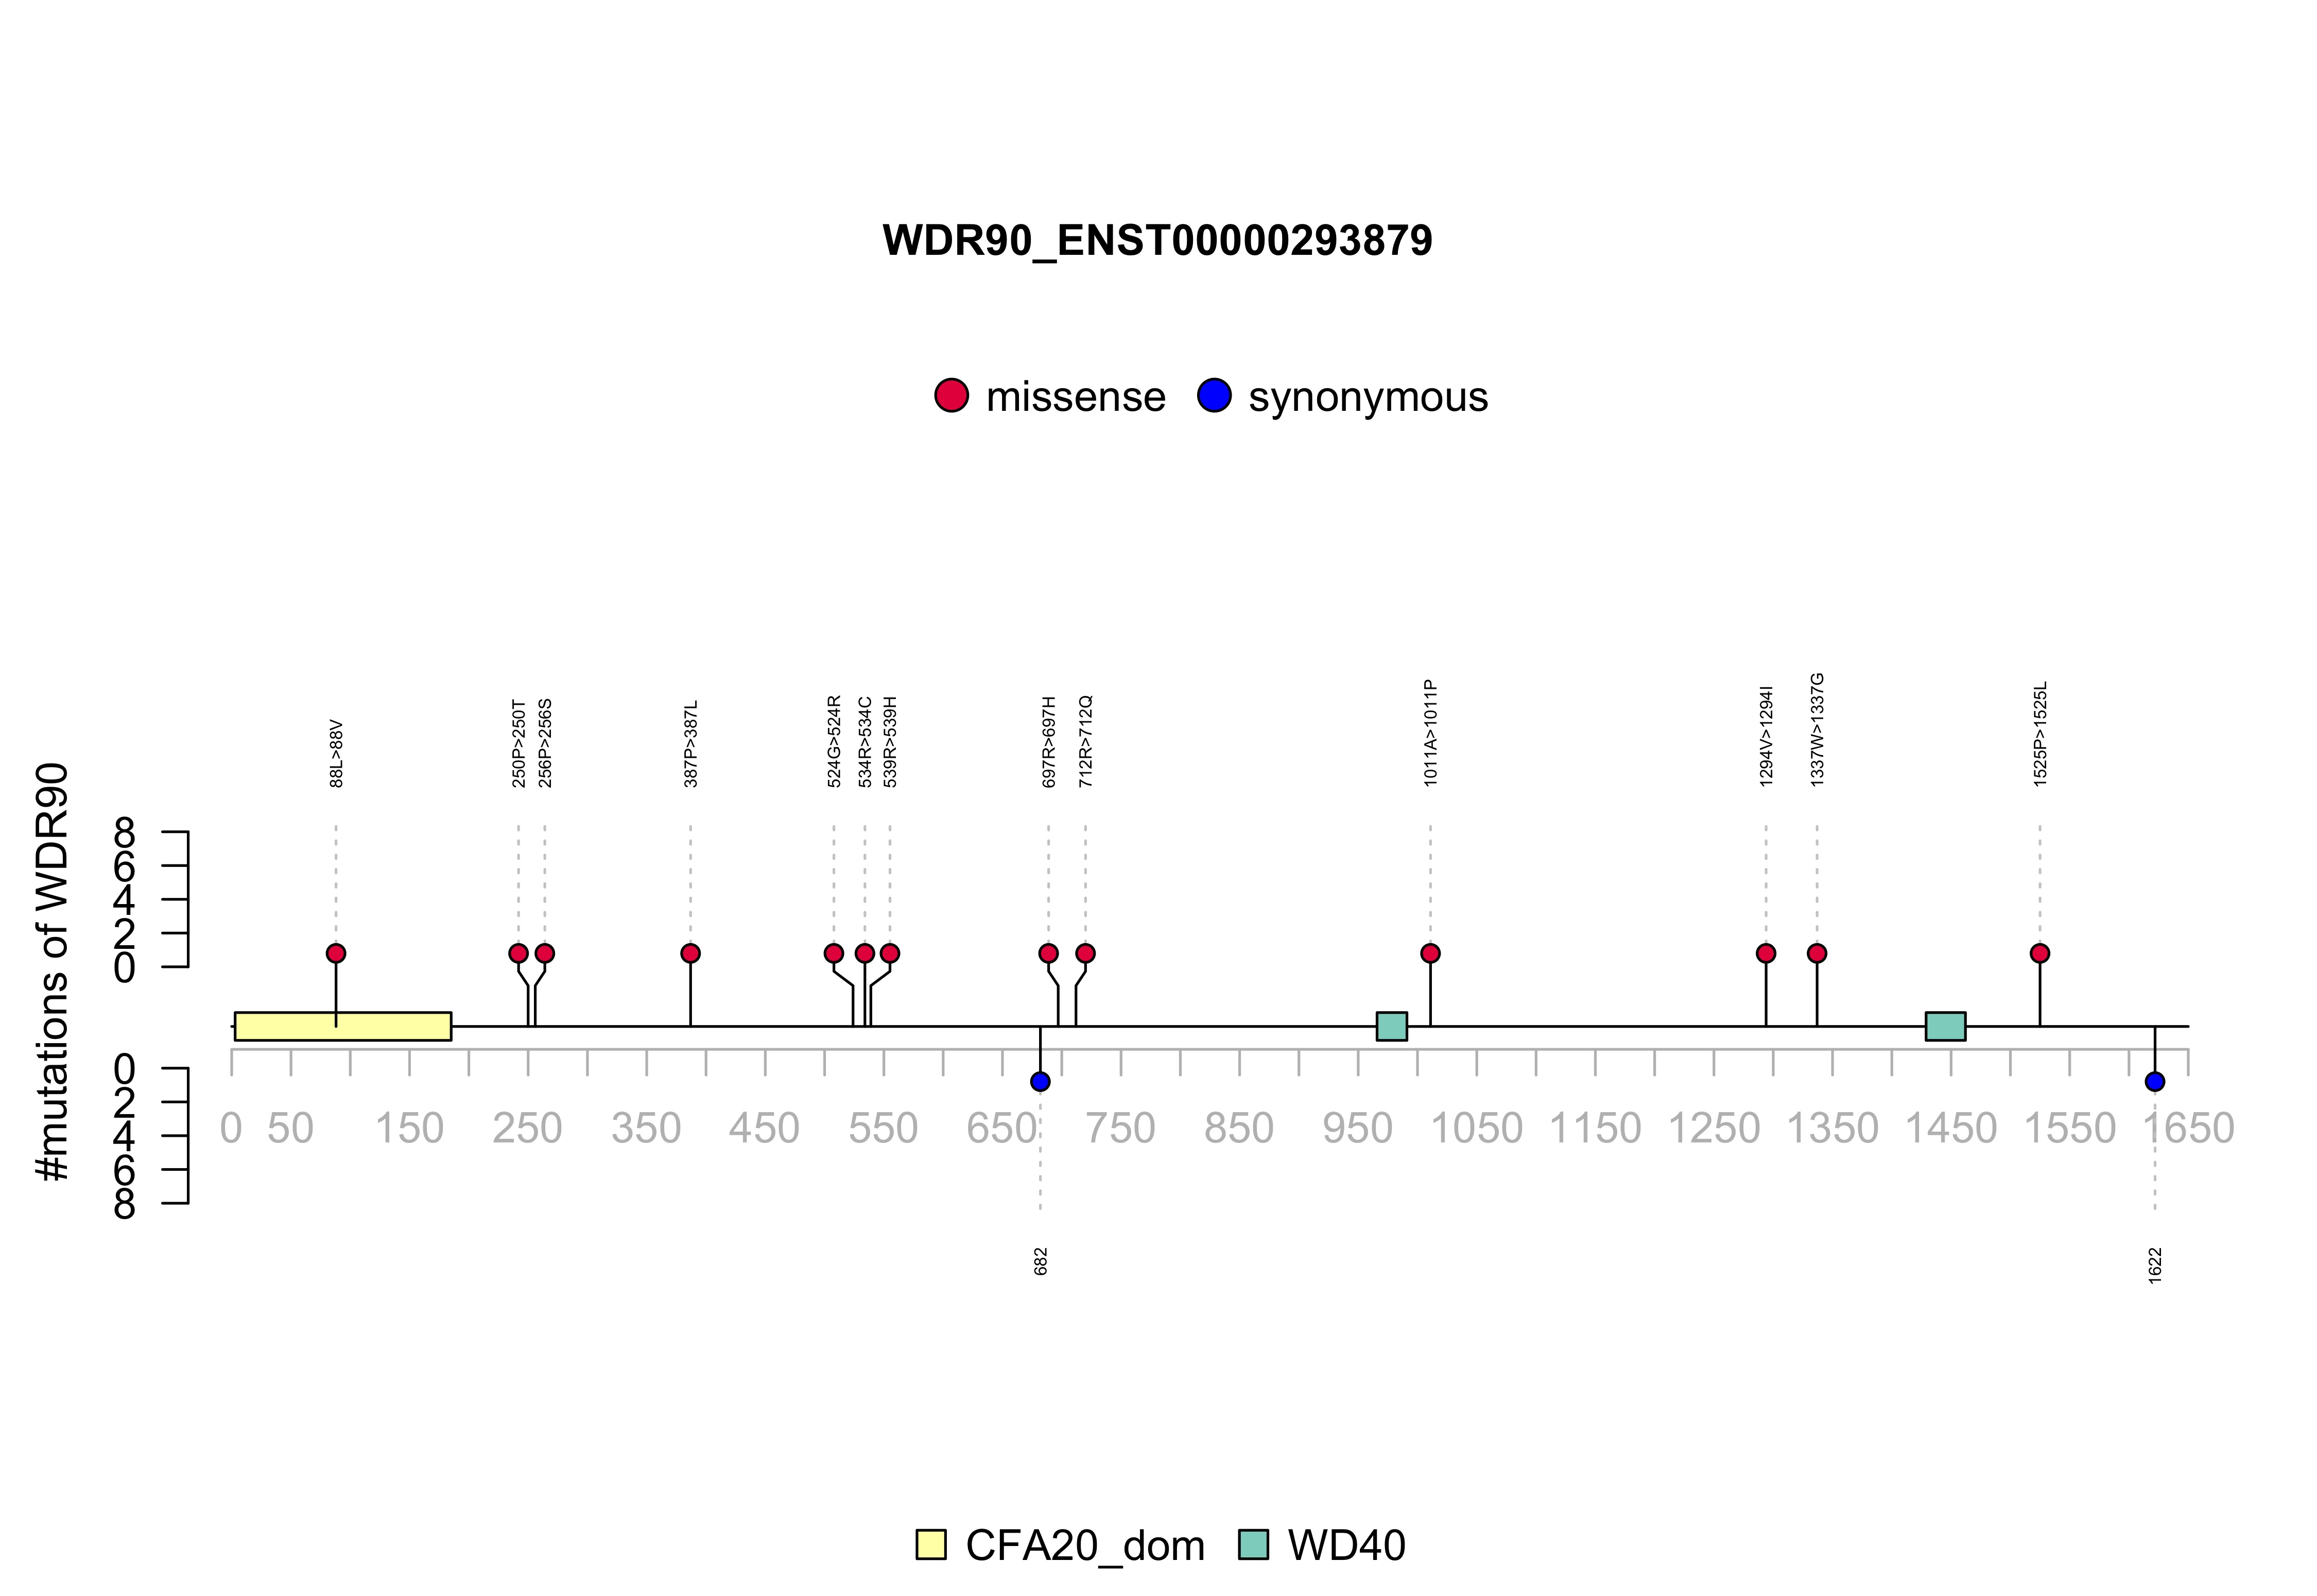 WDR90_ENST00000293879
missense synonymous
88L>88V
250P>250T
256P>256S
387P>387L
524G>524R
534R>534C
539R>539H
697R>697H
712R>712Q
1011A>1011P
1294V>1294I
1337W>1337G
1525P>1525L
#mutations of WDR90
8
6
4
2
0
0
2
4
6
8
0 50 150 250 350 450 550 650 750 850 950 1050 1150 1250 1350 1450 1550 1650
682
1622
CFA20_dom WD40